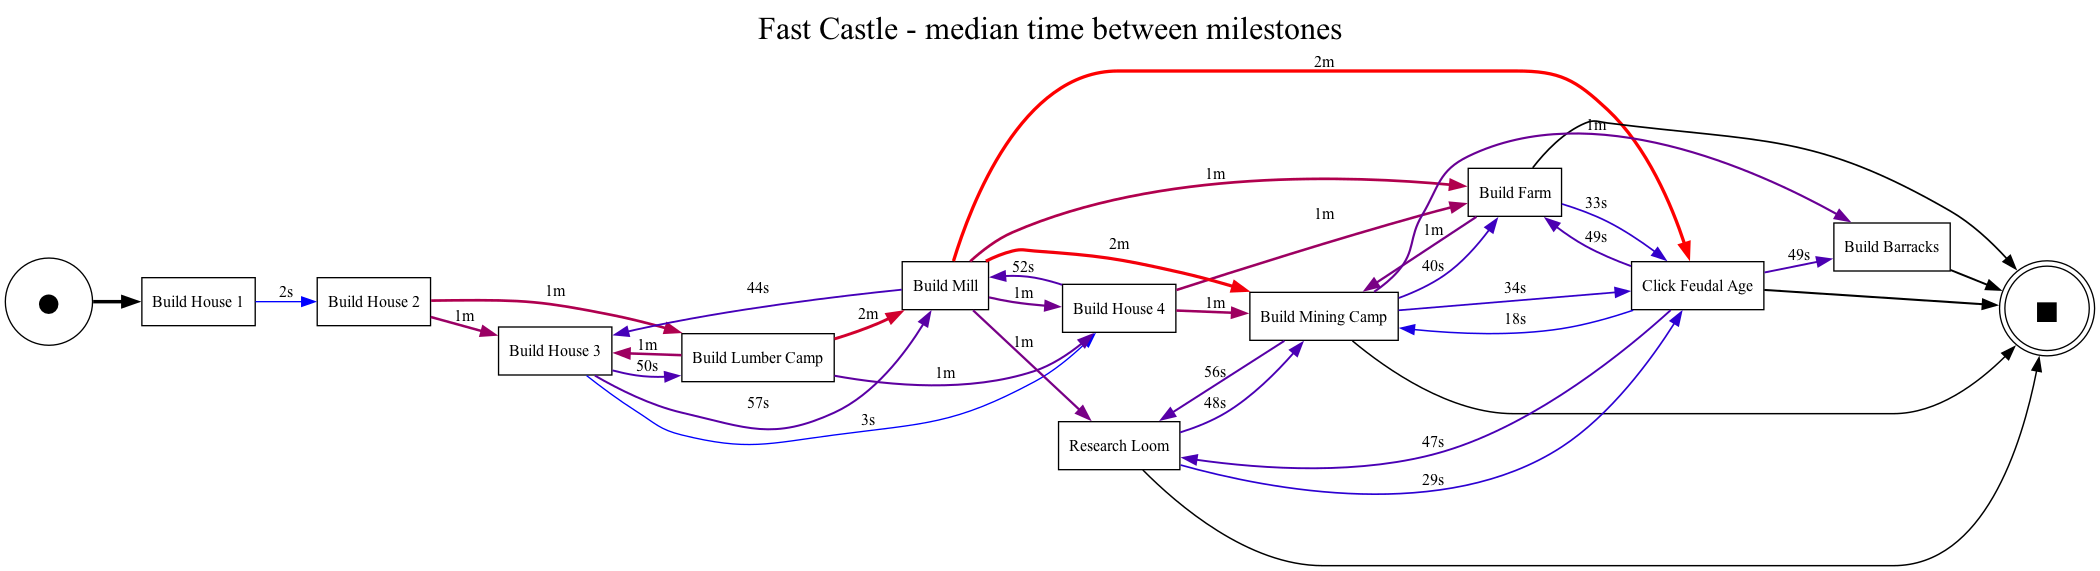 Fast Castle - median time between milestones
2m
1m
1m
Build Farm
33s
1m
2m
1m
49s
Build Barracks
49s
40s
52s
Build Mill
1m
Build House 4
44s
1m
Build House 1
2s
Build House 2
1m
1m
Build House 3
1m
50s
Build Lumber Camp
2m
1m
1m
57s
3s
Build Mining Camp
34s
18s
Click Feudal Age
56s
48s
Research Loom
47s
29s